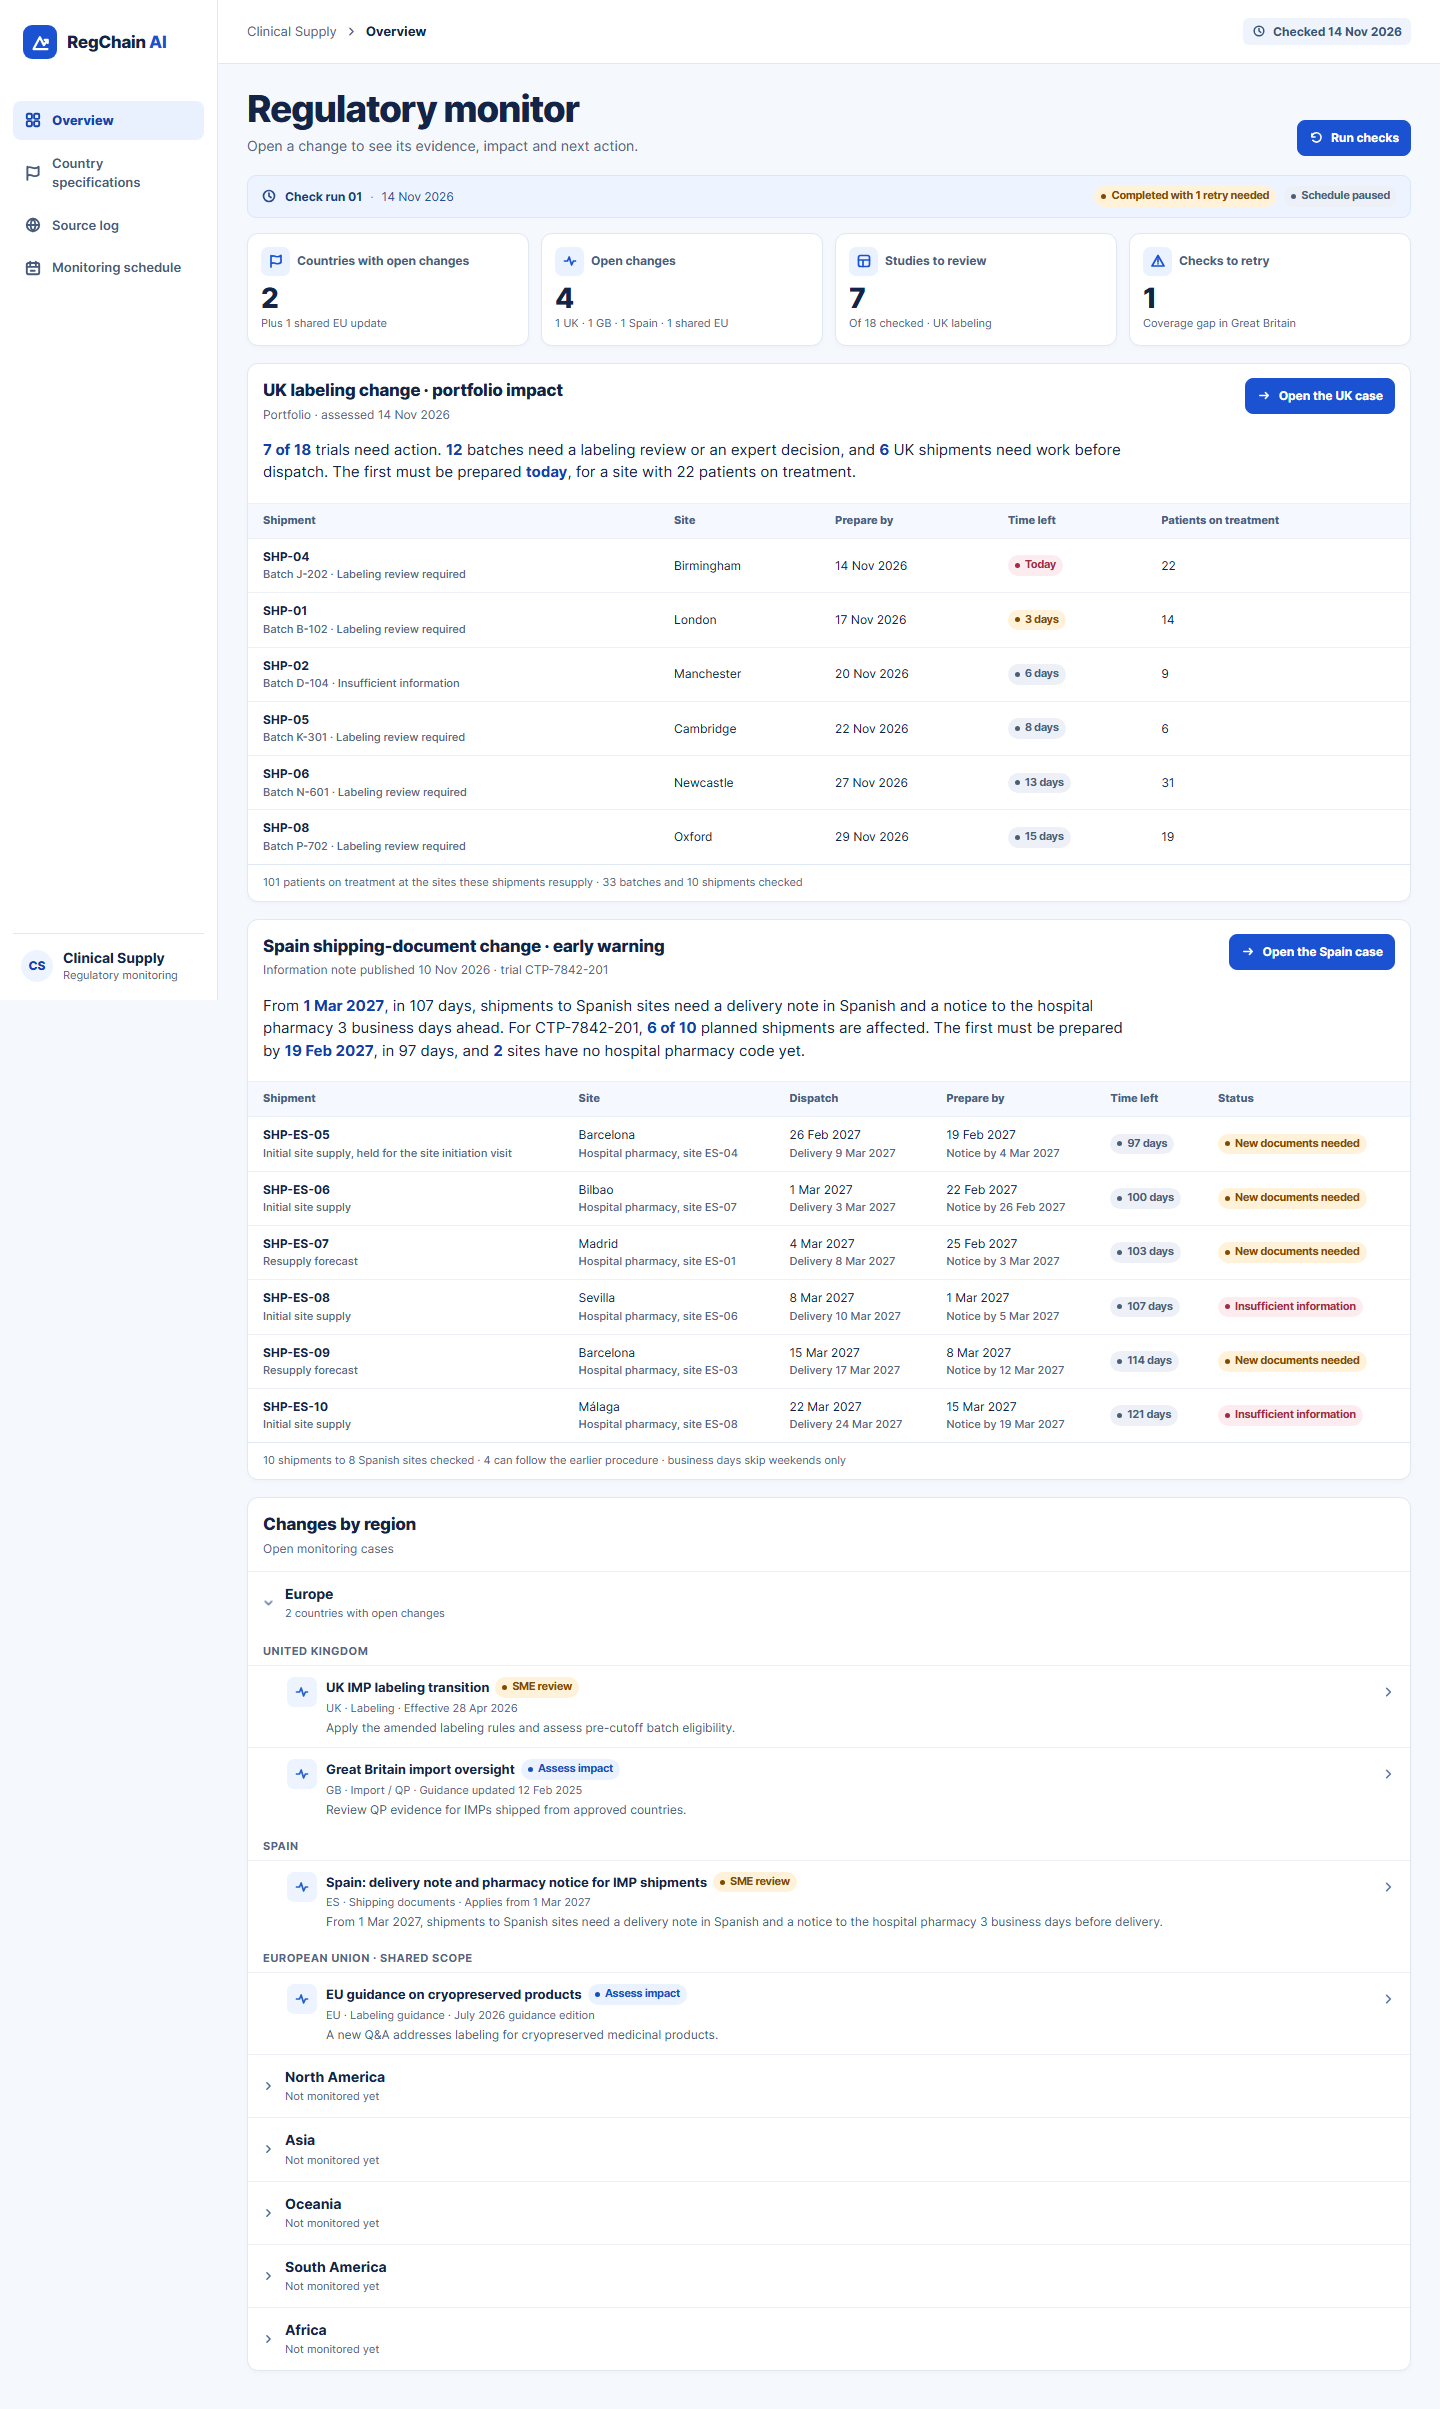 RegChain AI
Overview
Country
specifications
Source log
Monitoring schedule
CS
Clinical Supply
Regulatory monitoring
Clinical Supply > Overview
Checked 14 Nov 2026
Regulatory monitor
Open a change to see its evidence, impact and next action.
Run checks
Check run 01 · 14 Nov 2026
Completed with 1 retry needed
Schedule paused
Countries with open changes
2
Plus 1 shared EU update
Open changes
4
1 UK · 1 GB · 1 Spain · 1 shared EU
Studies to review
7
Of 18 checked · UK labeling
Checks to retry
1
Coverage gap in Great Britain
UK labeling change · portfolio impact
Portfolio · assessed 14 Nov 2026
Open the UK case
7 of 18 trials need action. 12 batches need a labeling review or an expert decision, and 6 UK shipments need work before
dispatch. The first must be prepared today, for a site with 22 patients on treatment.
Shipment Site Prepare by Time left Patients on treatment
SHP-04
Batch J-202 · Labeling review required
Birmingham 14 Nov 2026 Today 22
SHP-01
Batch B-102 · Labeling review required
London 17 Nov 2026 3 days 14
SHP-02
Batch D-104 · Insufficient information
Manchester 20 Nov 2026 6 days 9
SHP-05
Batch K-301 · Labeling review required
Cambridge 22 Nov 2026 8 days 6
SHP-06
Batch N-601 · Labeling review required
Newcastle 27 Nov 2026 13 days 31
SHP-08
Batch P-702 · Labeling review required
Oxford 29 Nov 2026 15 days 19
101 patients on treatment at the sites these shipments resupply · 33 batches and 10 shipments checked
Spain shipping-document change · early warning
Information note published 10 Nov 2026 · trial CTP-7842-201
Open the Spain case
From 1 Mar 2027, in 107 days, shipments to Spanish sites need a delivery note in Spanish and a notice to the hospital
pharmacy 3 business days ahead. For CTP-7842-201, 6 of 10 planned shipments are affected. The first must be prepared
by 19 Feb 2027, in 97 days, and 2 sites have no hospital pharmacy code yet.
Shipment Site Dispatch Prepare by Time left Status
SHP-ES-05 Barcelona 26 Feb 2027 19 Feb 2027 97 days New documents needed
Initial site supply, held for the site initiation visit Hospital pharmacy, site ES-04 Delivery 9 Mar 2027 Notice by 4 Mar 2027
SHP-ES-06 Bilbao 1 Mar 2027 22 Feb 2027 100 days New documents needed
Initial site supply Hospital pharmacy, site ES-07 Delivery 3 Mar 2027 Notice by 26 Feb 2027
SHP-ES-07 Madrid 4 Mar 2027 25 Feb 2027 103 days New documents needed
Resupply forecast Hospital pharmacy, site ES-01 Delivery 8 Mar 2027 Notice by 3 Mar 2027
SHP-ES-08 Sevilla 8 Mar 2027 1 Mar 2027 107 days Insufficient information
Initial site supply Hospital pharmacy, site ES-06 Delivery 10 Mar 2027 Notice by 5 Mar 2027
SHP-ES-09 Barcelona 15 Mar 2027 8 Mar 2027 114 days New documents needed
Resupply forecast Hospital pharmacy, site ES-03 Delivery 17 Mar 2027 Notice by 12 Mar 2027
SHP-ES-10 Málaga 22 Mar 2027 15 Mar 2027 121 days Insufficient information
Initial site supply Hospital pharmacy, site ES-08 Delivery 24 Mar 2027 Notice by 19 Mar 2027
10 shipments to 8 Spanish sites checked · 4 can follow the earlier procedure · business days skip weekends only
Changes by region
Open monitoring cases
Europe
2 countries with open changes
UNITED KINGDOM
UK IMP labeling transition SME review
UK · Labeling · Effective 28 Apr 2026
Apply the amended labeling rules and assess pre-cutoff batch eligibility.
Great Britain import oversight Assess impact
GB · Import / QP · Guidance updated 12 Feb 2025
Review QP evidence for IMPs shipped from approved countries.
SPAIN
Spain: delivery note and pharmacy notice for IMP shipments SME review
ES · Shipping documents · Applies from 1 Mar 2027
From 1 Mar 2027, shipments to Spanish sites need a delivery note in Spanish and a notice to the hospital pharmacy 3 business days before delivery.
EUROPEAN UNION · SHARED SCOPE
EU guidance on cryopreserved products Assess impact
EU · Labeling guidance · July 2026 guidance edition
A new Q&A addresses labeling for cryopreserved medicinal products.
North America
Not monitored yet
Asia
Not monitored yet
Oceania
Not monitored yet
South America
Not monitored yet
Africa
Not monitored yet